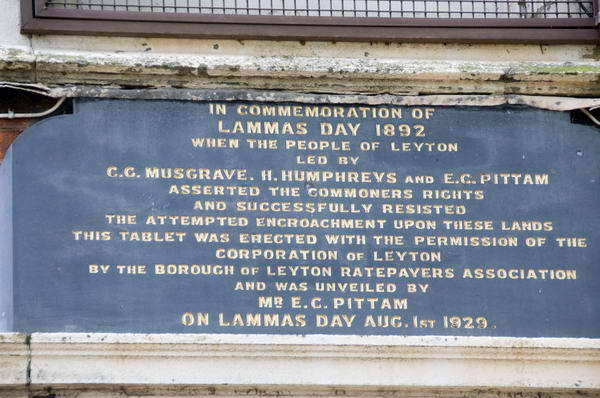 IN COMMEMORATION OF
LAMMAS DAY 1892
WHEN THE PEOPLE OF LEYTON
LED BY
C.C. MUSGRAVE. H. HUMPHREYS AND E.C. PITTAM
ASSERTED THE COMMONERS RIGHTS
AND SUCCESSFULLY RESISTED
THE ATTEMPTED ENCROACHMENT UPON THESE LANDS
THIS TABLET WAS ERECTED WITH THE PERMISSION OF THE
CORPORATION OF LEYTON
BY THE BOROUGH OF LEYTON RATEPAYERS ASSOCIATION
AND WAS UNVEILED BY
MR E.C. PITTAM
ON LAMMAS DAY AUG. 1ST 1929.